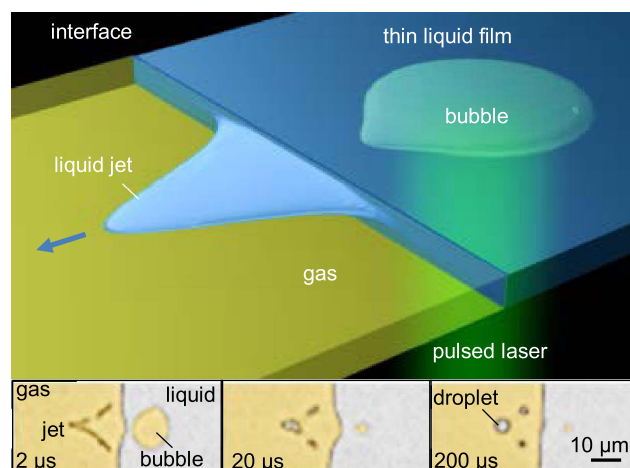 interface
thin liquid film
bubble
liquid jet
gas
pulsed laser
gas
liquid
jet
bubble
2 µs
20 µs
droplet
200 µs
10 µm